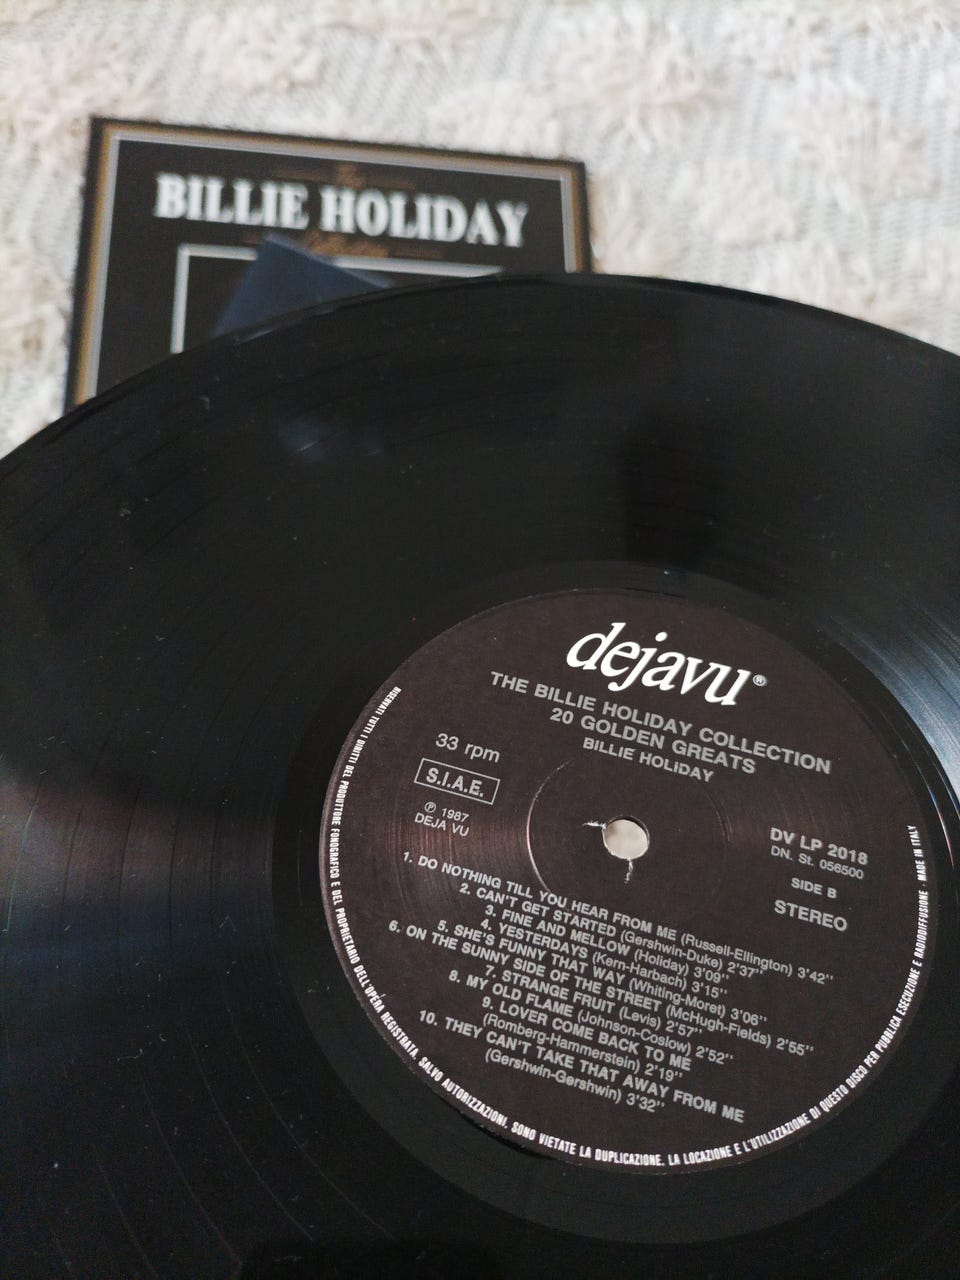 BILLIE HOLIDAY
dejavu®
THE BILLIE HOLIDAY COLLECTION
20 GOLDEN GREATS
BILLIE HOLIDAY
33 rpm
S.I.A.E.
℗ 1987
DEJA VU
DV LP 2018
DN. St. 056500
SIDE B
STEREO
1. DO NOTHING TILL YOU HEAR FROM ME (Russell-Ellington) 3'42"
2. CAN'T GET STARTED (Gershwin-Duke) 2'37"
3. FINE AND MELLOW (Holiday) 3'09"
4. YESTERDAYS (Kern-Harbach) 3'15"
5. SHE'S FUNNY THAT WAY (Whiting-Moret) 3'06"
6. ON THE SUNNY SIDE OF THE STREET (McHugh-Fields) 2'55"
7. STRANGE FRUIT (Levis) 2'57"
8. MY OLD FLAME (Johnson-Coslow) 2'52"
9. LOVER COME BACK TO ME
(Romberg-Hammerstein) 2'19"
10. THEY CAN'T TAKE THAT AWAY FROM ME
(Gershwin-Gershwin) 3'32"
RISERVATI TUTTI I DIRITTI DEL PRODUTTORE FONOGRAFICO E DEL PROPRIETARIO DELL'OPERA REGISTRATA. SALVO AUTORIZZAZIONI, SONO VIETATE LA DUPLICAZIONE, LA LOCAZIONE E L'UTILIZZAZIONE DI QUESTO DISCO PER PUBBLICA ESECUZIONE E RADIODIFFUSIONE - MADE IN ITALY